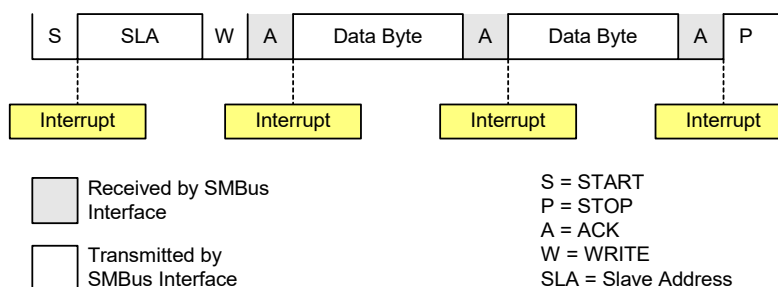 S SLA W A Data Byte A Data Byte A P
Interrupt Interrupt Interrupt Interrupt
Received by SMBus
Interface
Transmitted by
SMBus Interface
S = START
P = STOP
A = ACK
W = WRITE
SLA = Slave Address